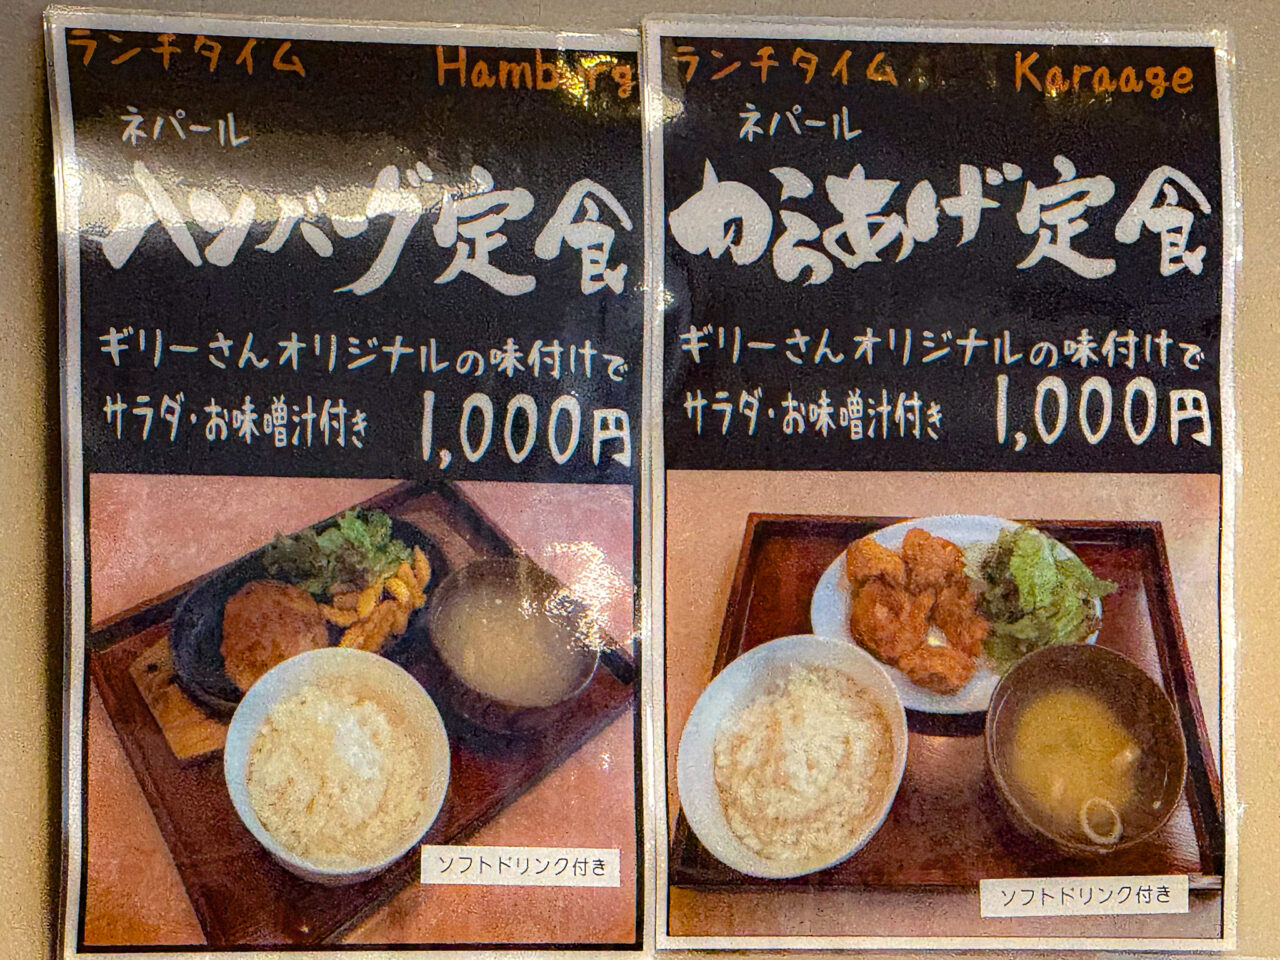 ランチタイム Hamburg
ネパール
ハンバーグ定食
ギリーさんオリジナルの味付けで
サラダ・お味噌汁付き 1,000円
ソフトドリンク付き
ランチタイム Karaage
ネパール
からあげ定食
ギリーさんオリジナルの味付けで
サラダ・お味噌汁付き 1,000円
ソフトドリンク付き